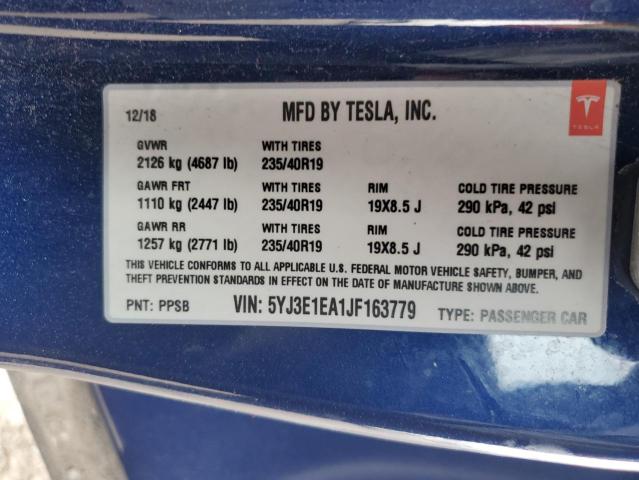 12/18 MFD BY TESLA, INC.
TESLA
GVWR WITH TIRES
2126 kg (4687 lb) 235/40R19
GAWR FRT WITH TIRES RIM COLD TIRE PRESSURE
1110 kg (2447 lb) 235/40R19 19X8.5 J 290 kPa, 42 psi
GAWR RR WITH TIRES RIM COLD TIRE PRESSURE
1257 kg (2771 lb) 235/40R19 19X8.5 J 290 kPa, 42 psi
THIS VEHICLE CONFORMS TO ALL APPLICABLE U.S. FEDERAL MOTOR VEHICLE SAFETY, BUMPER, AND
THEFT PREVENTION STANDARDS IN EFFECT ON THE DATE OF MANUFACTURE SHOWN ABOVE.
PNT: PPSB VIN: 5YJ3E1EA1JF163779 TYPE: PASSENGER CAR